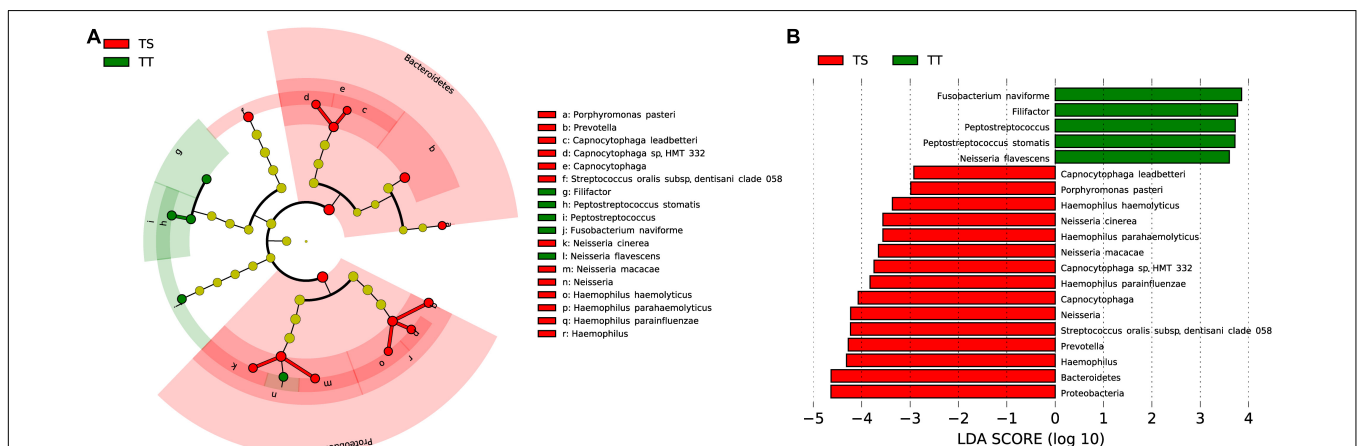 A
TS
TT
Bacteroidetes
d
e
c
b
a
g
i
h
k
n
m
o
r
p
q
a: Porphyromonas pasteri
b: Prevotella
c: Capnocytophaga leadbetteri
d: Capnocytophaga sp, HMT 332
e: Capnocytophaga
f: Streptococcus oralis subsp, dentisani clade 058
g: Filifactor
h: Peptostreptococcus stomatis
i: Peptostreptococcus
j: Fusobacterium naviforme
k: Neisseria cinerea
l: Neisseria flavescens
m: Neisseria macacae
n: Neisseria
o: Haemophilus haemolyticus
p: Haemophilus parahaemolyticus
q: Haemophilus parainfluenzae
r: Haemophilus
B
TS
TT
Fusobacterium naviforme
Filifactor
Peptostreptococcus
Peptostreptococcus stomatis
Neisseria flavescens
Capnocytophaga leadbetteri
Porphyromonas pasteri
Haemophilus haemolyticus
Neisseria cinerea
Haemophilus parahaemolyticus
Neisseria macacae
Capnocytophaga sp, HMT 332
Haemophilus parainfluenzae
Capnocytophaga
Neisseria
Streptococcus oralis subsp, dentisani clade 058
Prevotella
Haemophilus
Bacteroidetes
Proteobacteria
−5 −4 −3 −2 −1 0 1 2 3 4
LDA SCORE (log 10)